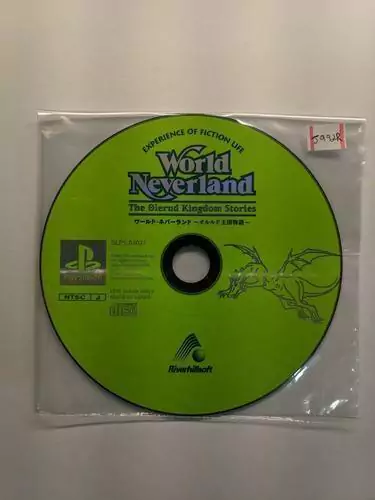 J992R
EXPERIENCE OF FICTION LIFE
World
Neverland
The Olerud Kingdom Stories
ワールド・ネバーランド ～オルルド王国物語～
NTSC J
Riverhillsoft